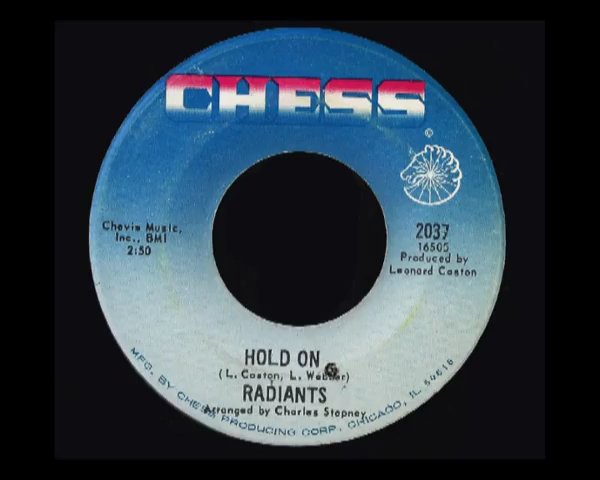 CHESS
©
Chevis Music,
Inc., BMI
2:50
2037
16505
Produced by
Leonard Caston
HOLD ON
(L. Caston, L. Webber)
RADIANTS
Arranged by Charles Stepney
MFG. BY CHESS PRODUCING CORP. CHICAGO, IL 60616